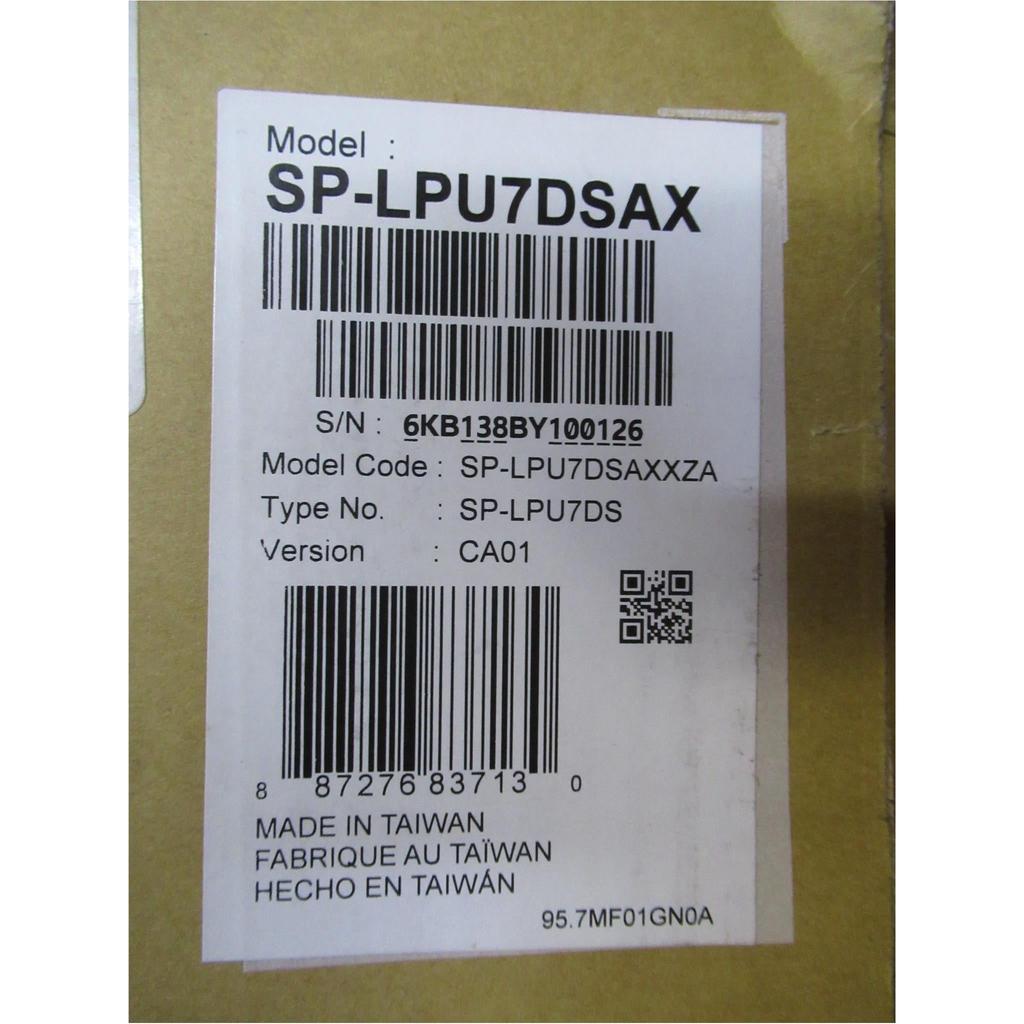 Model :
SP-LPU7DSAX
S/N : 6KB138BY100126
Model Code : SP-LPU7DSAXXZA
Type No. : SP-LPU7DS
Version : CA01
8 87276 83713 0
MADE IN TAIWAN
FABRIQUE AU TAÏWAN
HECHO EN TAIWÁN
95.7MF01GN0A